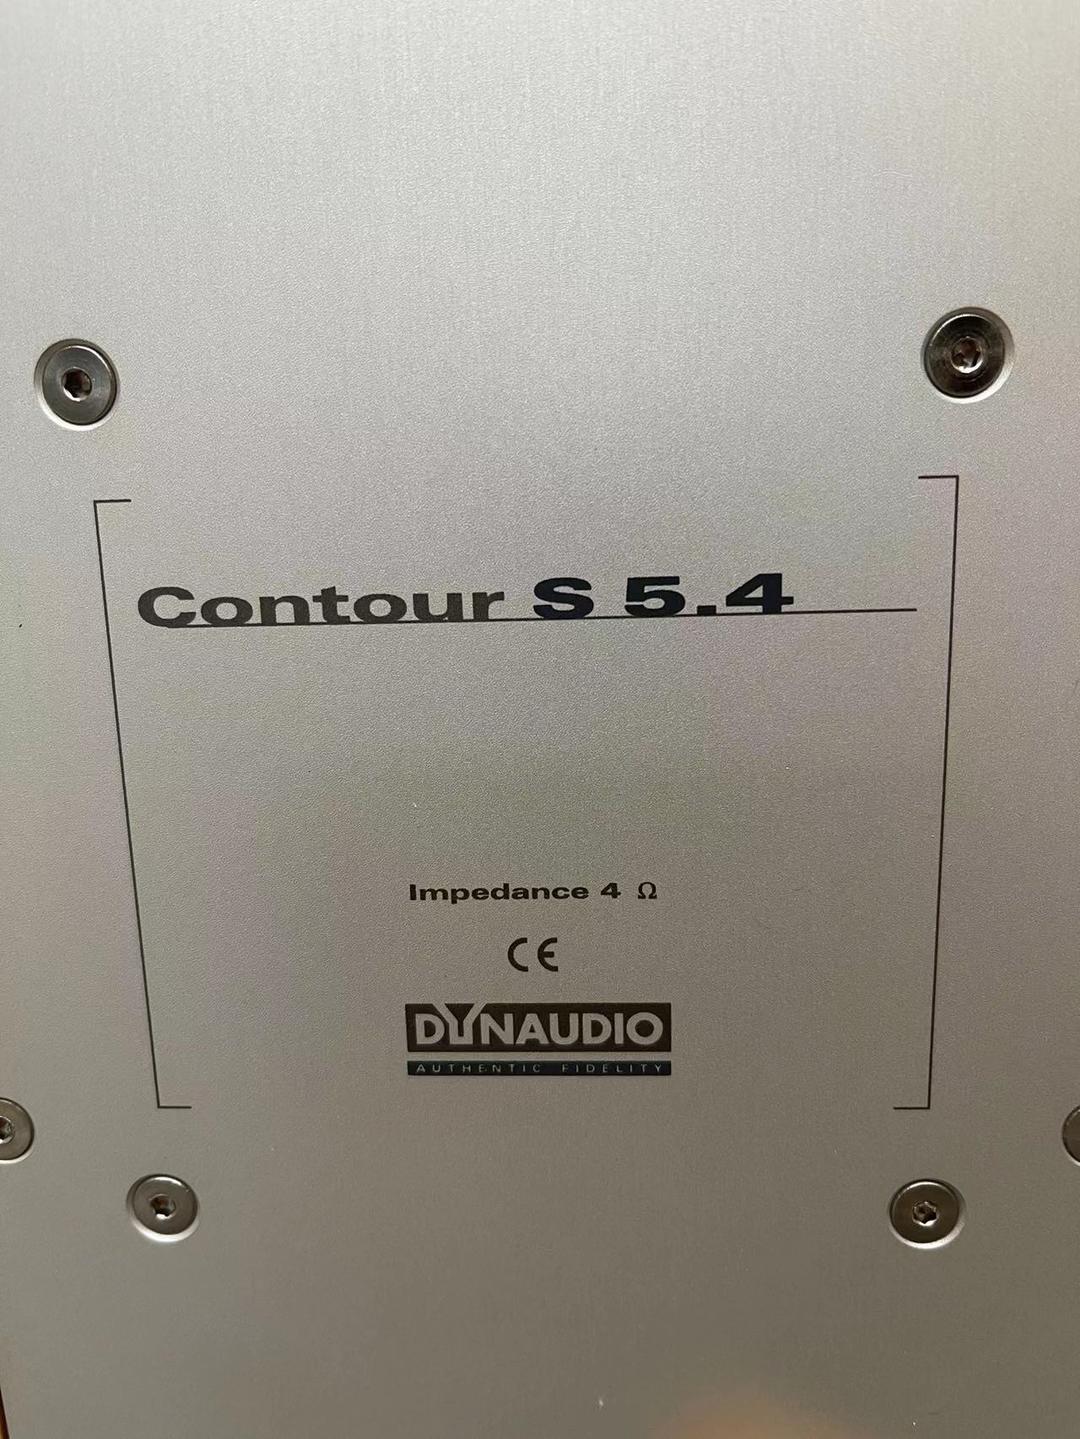 Contour S 5.4
Impedance 4 Ω
CE
DYNAUDIO
AUTHENTIC FIDELITY